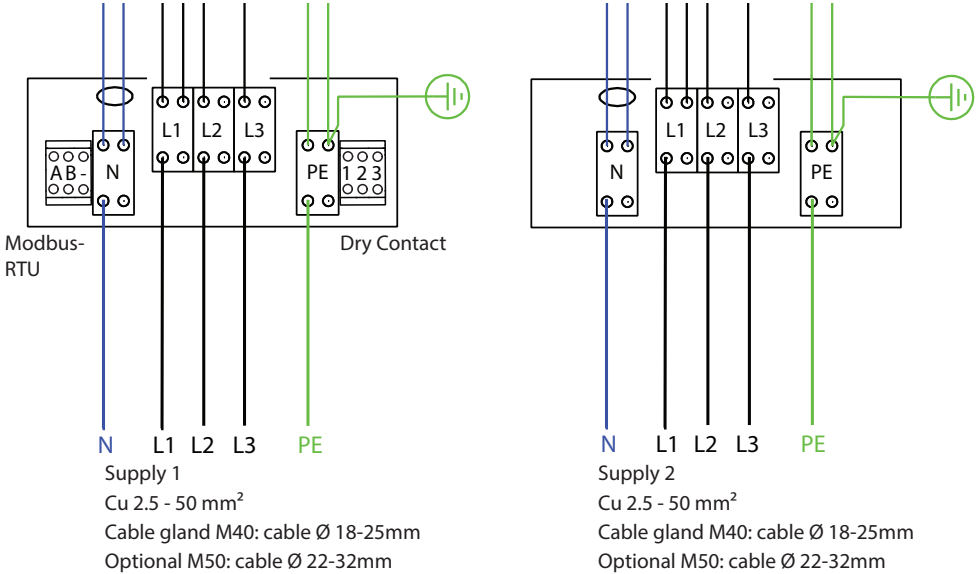 L1 L2 L3
AB- N PE 1 2 3
Modbus-
RTU
Dry Contact
N L1 L2 L3 PE
Supply 1
Cu 2.5 - 50 mm²
Cable gland M40: cable Ø 18-25mm
Optional M50: cable Ø 22-32mm
L1 L2 L3
N PE
N L1 L2 L3 PE
Supply 2
Cu 2.5 - 50 mm²
Cable gland M40: cable Ø 18-25mm
Optional M50: cable Ø 22-32mm